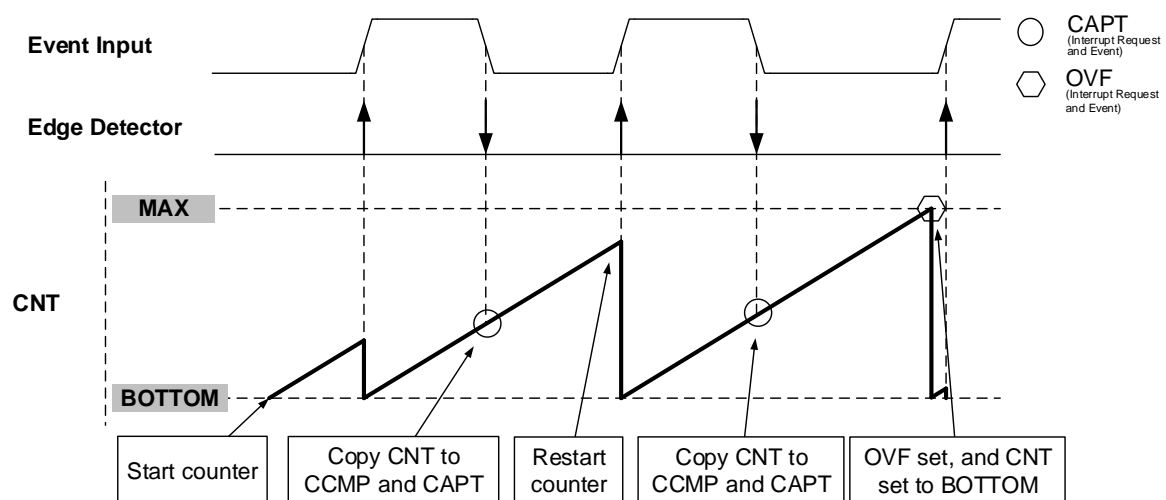 Event Input
CAPT
(Interrupt Request
and Event)
OVF
(Interrupt Request
and Event)
Edge Detector
MAX
CNT
BOTTOM
Start counter
Copy CNT to
CCMP and CAPT
Restart
counter
Copy CNT to
CCMP and CAPT
OVF set, and CNT
set to BOTTOM